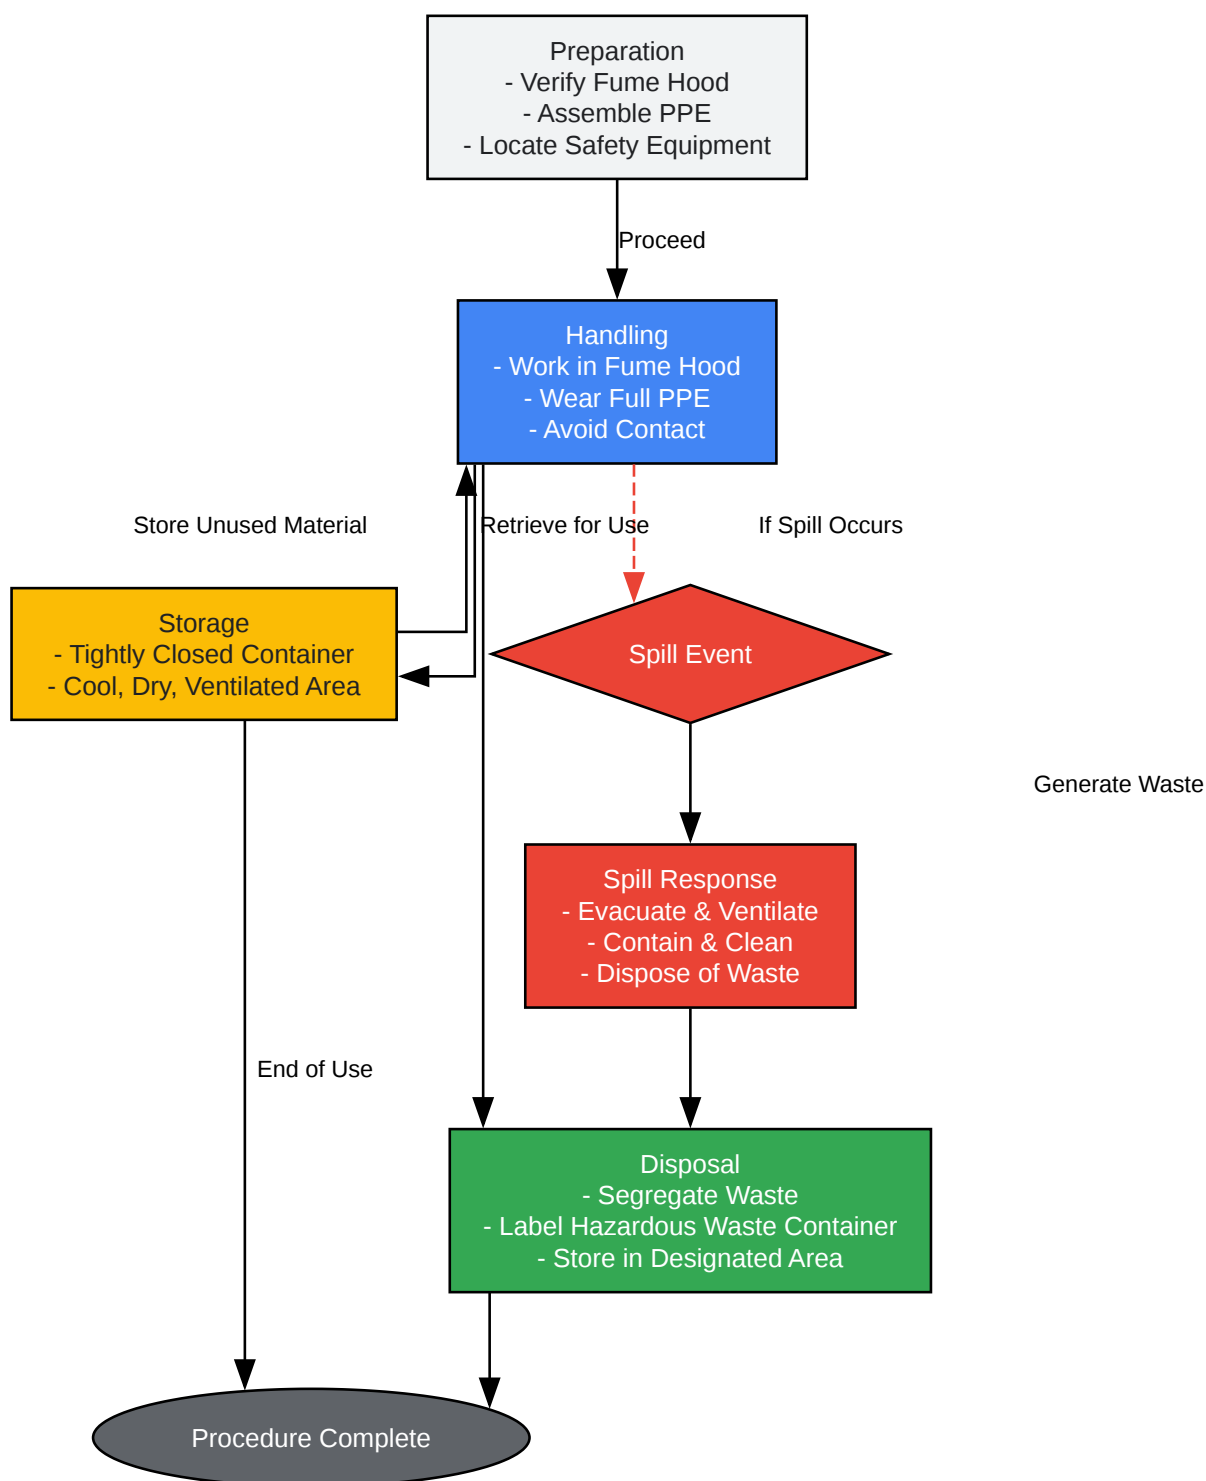 Preparation
- Verify Fume Hood
- Assemble PPE
- Locate Safety Equipment
Proceed
Handling
- Work in Fume Hood
- Wear Full PPE
- Avoid Contact
Store Unused Material
Retrieve for Use
If Spill Occurs
Storage
- Tightly Closed Container
- Cool, Dry, Ventilated Area
Spill Event
Generate Waste
Spill Response
- Evacuate & Ventilate
- Contain & Clean
- Dispose of Waste
End of Use
Disposal
- Segregate Waste
- Label Hazardous Waste Container
- Store in Designated Area
Procedure Complete